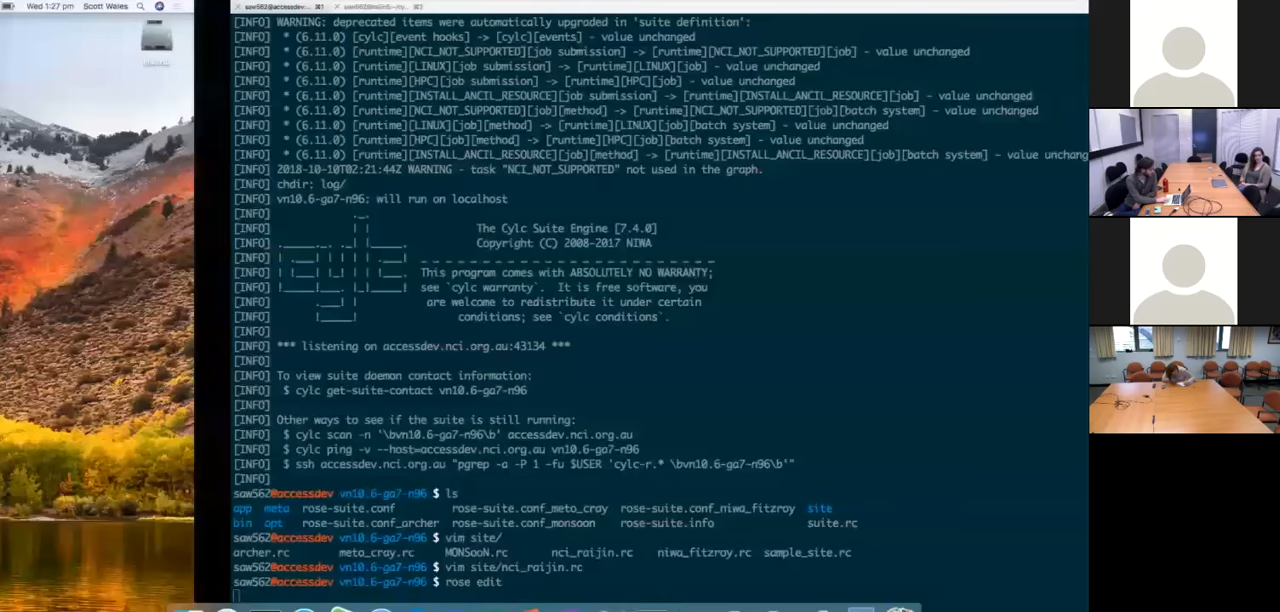 Wed 1:27 pm Scott Wales
saw562@accessdev:... ⌘1
[INFO] WARNING: deprecated items were automatically upgraded in 'suite definition':
[INFO] * (6.11.0) [cylc][event hooks] -> [cylc][events] - value unchanged
[INFO] * (6.11.0) [runtime][NCI_NOT_SUPPORTED][job submission] -> [runtime][NCI_NOT_SUPPORTED][job] - value unchanged
[INFO] * (6.11.0) [runtime][LINUX][job submission] -> [runtime][LINUX][job] - value unchanged
[INFO] * (6.11.0) [runtime][HPC][job submission] -> [runtime][HPC][job] - value unchanged
[INFO] * (6.11.0) [runtime][INSTALL_ANCIL_RESOURCE][job submission] -> [runtime][INSTALL_ANCIL_RESOURCE][job] - value unchanged
[INFO] * (6.11.0) [runtime][NCI_NOT_SUPPORTED][job][method] -> [runtime][NCI_NOT_SUPPORTED][job][batch system] - value unchanged
[INFO] * (6.11.0) [runtime][LINUX][job][method] -> [runtime][LINUX][job][batch system] - value unchanged
[INFO] * (6.11.0) [runtime][HPC][job][method] -> [runtime][HPC][job][batch system] - value unchanged
[INFO] * (6.11.0) [runtime][INSTALL_ANCIL_RESOURCE][job][method] -> [runtime][INSTALL_ANCIL_RESOURCE][job][batch system] - value unchang
[INFO] 2018-10-10T02:21:44Z WARNING - task "NCI_NOT_SUPPORTED" not used in the graph.
[INFO] chdir: log/
[INFO] vn10.6-ga7-n96: will run on localhost
[INFO]
[INFO] The Cylc Suite Engine [7.4.0]
[INFO] Copyright (C) 2008-2017 NIWA
[INFO]
[INFO] This program comes with ABSOLUTELY NO WARRANTY;
[INFO] see `cylc warranty`. It is free software, you
[INFO] are welcome to redistribute it under certain
[INFO] conditions; see `cylc conditions`.
[INFO]
[INFO] *** listening on accessdev.nci.org.au:43134 ***
[INFO]
[INFO] To view suite daemon contact information:
[INFO] $ cylc get-suite-contact vn10.6-ga7-n96
[INFO]
[INFO] Other ways to see if the suite is still running:
[INFO] $ cylc scan -n '\bvn10.6-ga7-n96\b' accessdev.nci.org.au
[INFO] $ cylc ping -v --host=accessdev.nci.org.au vn10.6-ga7-n96
[INFO] $ ssh accessdev.nci.org.au "pgrep -a -P 1 -fu $USER 'cylc-r.* \bvn10.6-ga7-n96\b'"
[INFO]
saw562@accessdev vn10.6-ga7-n96 $ ls
app meta rose-suite.conf rose-suite.conf_meto_cray rose-suite.conf_niwa_fitzroy site
bin opt rose-suite.conf_archer rose-suite.conf_monsoon rose-suite.info suite.rc
saw562@accessdev vn10.6-ga7-n96 $ vim site/
archer.rc meto_cray.rc MONSooN.rc nci_raijin.rc niwa_fitzroy.rc sample_site.rc
saw562@accessdev vn10.6-ga7-n96 $ vim site/nci_raijin.rc
saw562@accessdev vn10.6-ga7-n96 $ rose edit